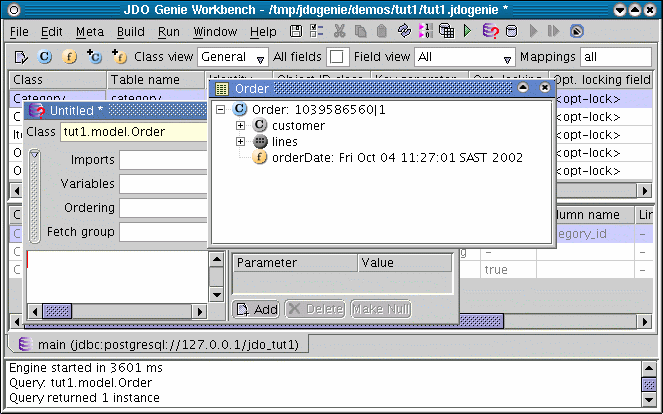 JDO Genie Workbench - /tmp/jdogenie/demos/tut1/tut1.jdogenie *
File Edit Meta Build Run Window Help
Class view General All fields Field view All Mappings all
Class Table name Opt. locking field
Category category <opt-lock>
<opt-lock>
<opt-lock>
<opt-lock>
<opt-lock>
Untitled *
Class tut1.model.Order
Imports
Variables
Ordering
Fetch group
Order
Order: 1039586560|1
customer
lines
orderDate: Fri Oct 04 11:27:01 SAST 2002
Parameter Value
Add Delete Make Null
true
main (jdbc:postgresql://127.0.0.1/jdo_tut1)
Engine started in 3601 ms
Query: tut1.model.Order
Query returned 1 instance